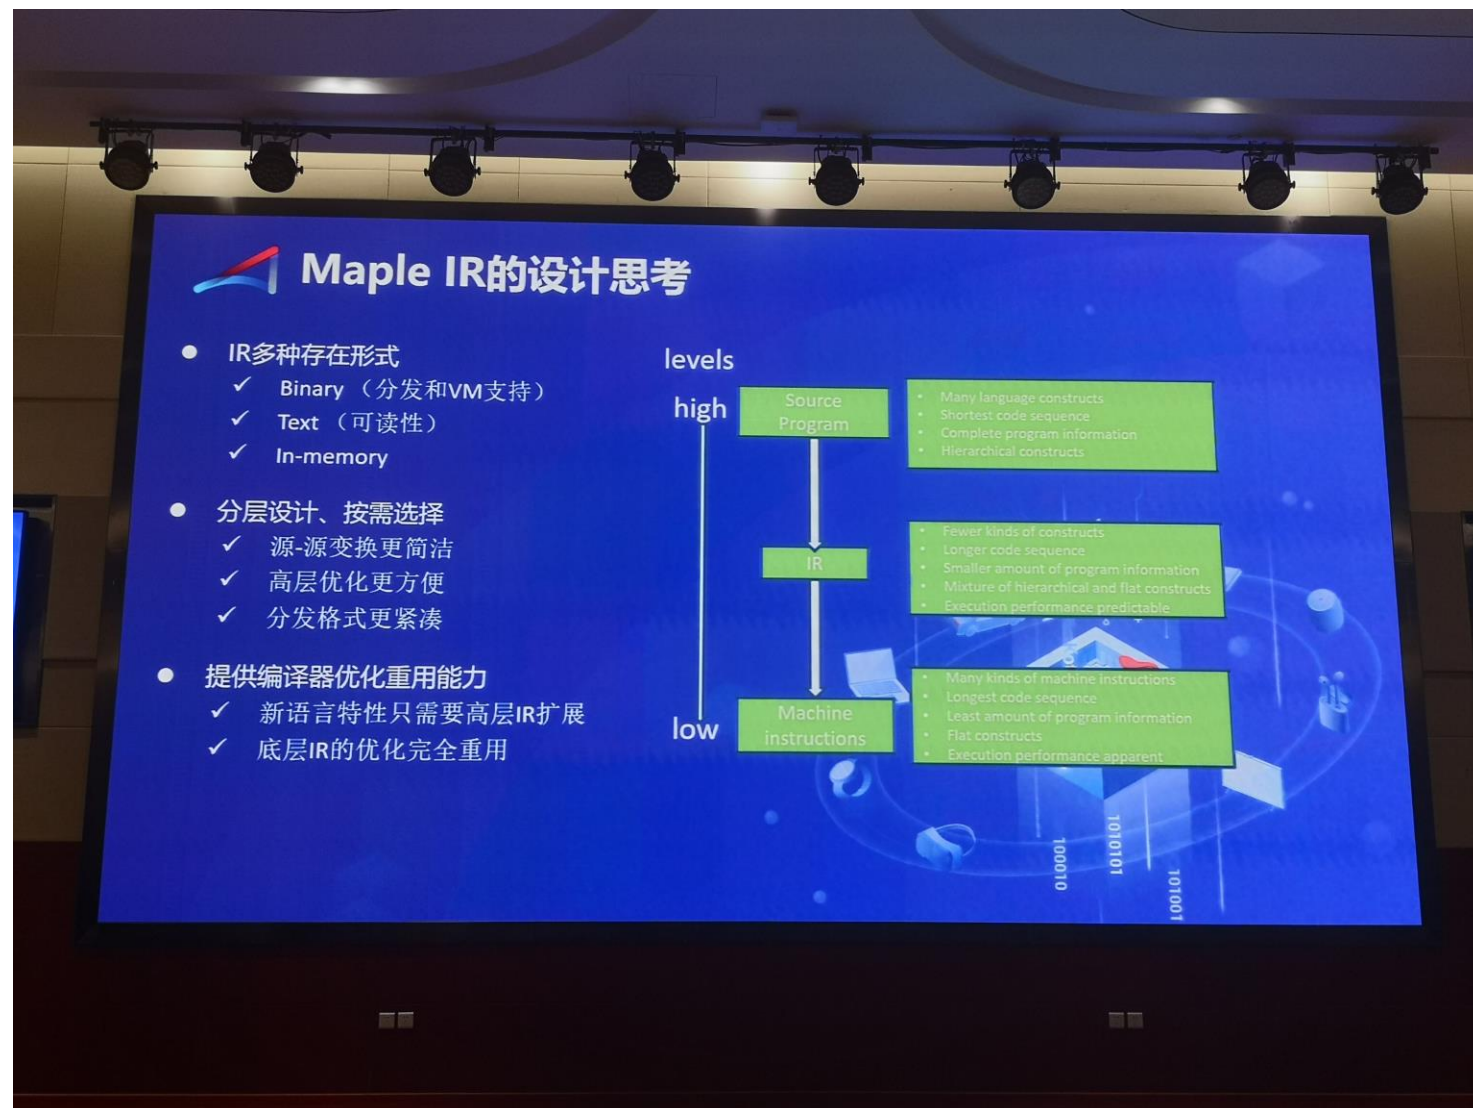 Maple IR的设计思考
● IR多种存在形式
✓ Binary （分发和VM支持）
✓ Text （可读性）
✓ In-memory
● 分层设计、按需选择
✓ 源-源变换更简洁
✓ 高层优化更方便
✓ 分发格式更紧凑
● 提供编译器优化重用能力
✓ 新语言特性只需要高层IR扩展
✓ 底层IR的优化完全重用
levels
high
low
Source
Program
• Many language constructs
• Shortest code sequence
• Complete program information
• Hierarchical constructs
IR
• Fewer kinds of constructs
• Longer code sequence
• Smaller amount of program information
• Mixture of hierarchical and flat constructs
• Execution performance predictable
Machine
instructions
• Many kinds of machine instructions
• Longest code sequence
• Least amount of program information
• Flat constructs
• Execution performance apparent
100010
1010101
101001